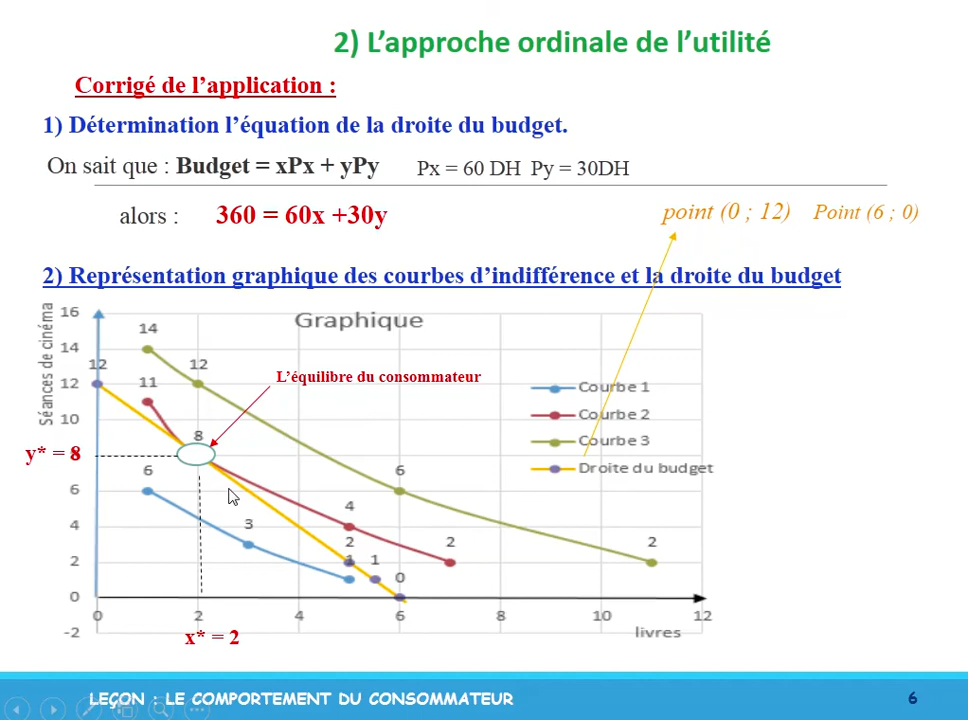 2) L’approche ordinale de l’utilité
Corrigé de l’application :
1) Détermination l’équation de la droite du budget.
On sait que : Budget = xPx + yPy Px = 60 DH Py = 30DH
alors : 360 = 60x +30y point (0 ; 12) Point (6 ; 0)
2) Représentation graphique des courbes d’indifférence et la droite du budget
Graphique
Séances de cinéma
16
14
12
10
6
4
2
0
-2
14
12
12
11
8
6
6
3
4
2
2
1
1
0
2
L’équilibre du consommateur
y* = 8
Courbe 1
Courbe 2
Courbe 3
Droite du budget
0 2 4 6 8 10 12
livres
x* = 2
LEÇON : LE COMPORTEMENT DU CONSOMMATEUR 6